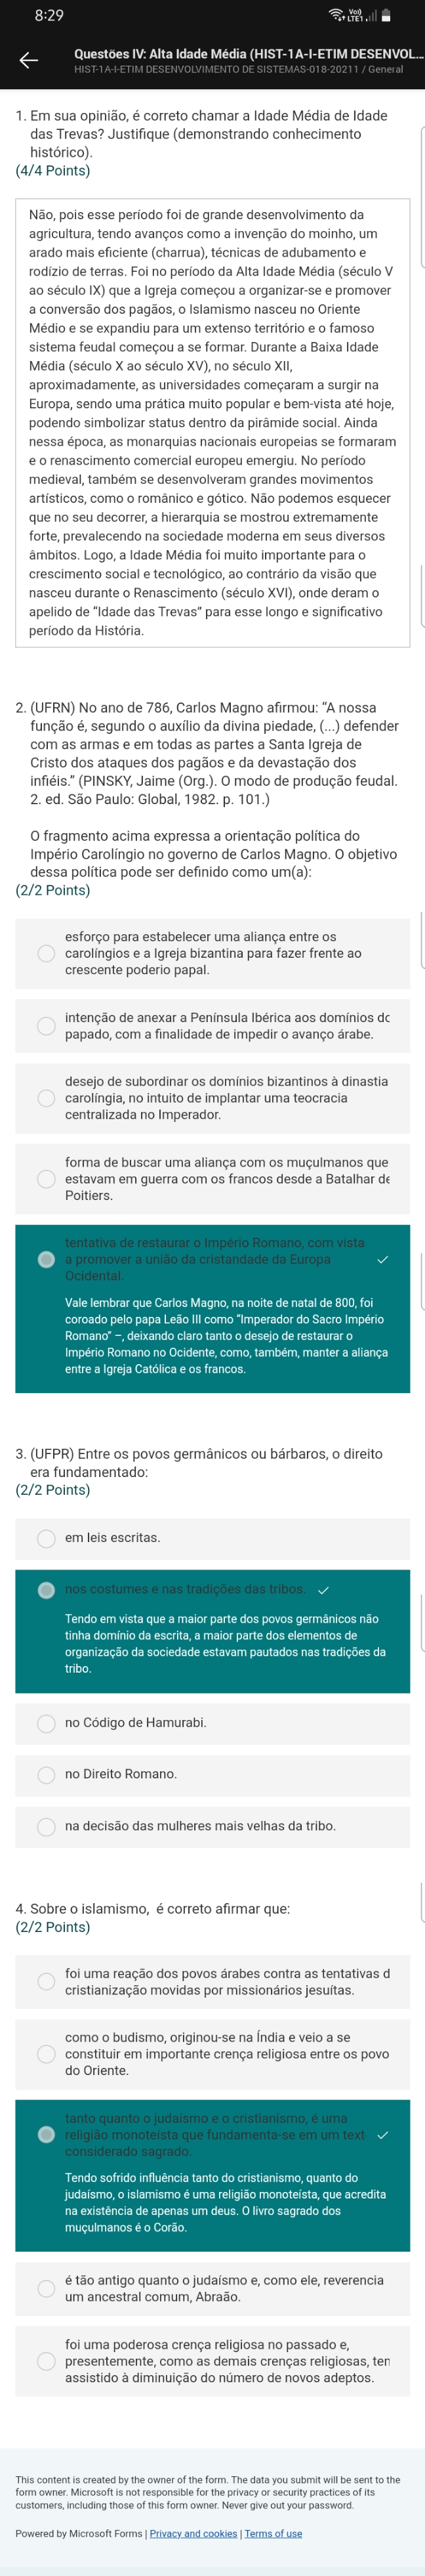 8:29
Vo))
LTE1
Questões IV: Alta Idade Média (HIST-1A-I-ETIM DESENVOL...
HIST-1A-I-ETIM DESENVOLVIMENTO DE SISTEMAS-018-20211 / General
1. Em sua opinião, é correto chamar a Idade Média de Idade
das Trevas? Justifique (demonstrando conhecimento
histórico).
(4/4 Points)
Não, pois esse período foi de grande desenvolvimento da
agricultura, tendo avanços como a invenção do moinho, um
arado mais eficiente (charrua), técnicas de adubamento e
rodízio de terras. Foi no período da Alta Idade Média (século V
ao século IX) que a Igreja começou a organizar-se e promover
a conversão dos pagãos, o Islamismo nasceu no Oriente
Médio e se expandiu para um extenso território e o famoso
sistema feudal começou a se formar. Durante a Baixa Idade
Média (século X ao século XV), no século XII,
aproximadamente, as universidades começaram a surgir na
Europa, sendo uma prática muito popular e bem-vista até hoje,
podendo simbolizar status dentro da pirâmide social. Ainda
nessa época, as monarquias nacionais europeias se formaram
e o renascimento comercial europeu emergiu. No período
medieval, também se desenvolveram grandes movimentos
artísticos, como o românico e gótico. Não podemos esquecer
que no seu decorrer, a hierarquia se mostrou extremamente
forte, prevalecendo na sociedade moderna em seus diversos
âmbitos. Logo, a Idade Média foi muito importante para o
crescimento social e tecnológico, ao contrário da visão que
nasceu durante o Renascimento (século XVI), onde deram o
apelido de “Idade das Trevas” para esse longo e significativo
período da História.
2. (UFRN) No ano de 786, Carlos Magno afirmou: “A nossa
função é, segundo o auxílio da divina piedade, (...) defender
com as armas e em todas as partes a Santa Igreja de
Cristo dos ataques dos pagãos e da devastação dos
infiéis.” (PINSKY, Jaime (Org.). O modo de produção feudal.
2. ed. São Paulo: Global, 1982. p. 101.)
O fragmento acima expressa a orientação política do
Império Carolíngio no governo de Carlos Magno. O objetivo
dessa política pode ser definido como um(a):
(2/2 Points)
esforço para estabelecer uma aliança entre os
carolíngios e a Igreja bizantina para fazer frente ao
crescente poderio papal.
intenção de anexar a Península Ibérica aos domínios dc
papado, com a finalidade de impedir o avanço árabe.
desejo de subordinar os domínios bizantinos à dinastia
carolíngia, no intuito de implantar uma teocracia
centralizada no Imperador.
forma de buscar uma aliança com os muçulmanos que
estavam em guerra com os francos desde a Batalhar de
Poitiers.
tentativa de restaurar o Império Romano, com vista
a promover a união da cristandade da Europa
Ocidental.
Vale lembrar que Carlos Magno, na noite de natal de 800, foi
coroado pelo papa Leão III como “Imperador do Sacro Império
Romano” –, deixando claro tanto o desejo de restaurar o
Império Romano no Ocidente, como, também, manter a aliança
entre a Igreja Católica e os francos.
3. (UFPR) Entre os povos germânicos ou bárbaros, o direito
era fundamentado:
(2/2 Points)
em leis escritas.
nos costumes e nas tradições das tribos.
Tendo em vista que a maior parte dos povos germânicos não
tinha domínio da escrita, a maior parte dos elementos de
organização da sociedade estavam pautados nas tradições da
tribo.
no Código de Hamurabi.
no Direito Romano.
na decisão das mulheres mais velhas da tribo.
4. Sobre o islamismo, é correto afirmar que:
(2/2 Points)
foi uma reação dos povos árabes contra as tentativas d
cristianização movidas por missionários jesuítas.
como o budismo, originou-se na Índia e veio a se
constituir em importante crença religiosa entre os povo
do Oriente.
tanto quanto o judaísmo e o cristianismo, é uma
religião monoteísta que fundamenta-se em um text
considerado sagrado.
Tendo sofrido influência tanto do cristianismo, quanto do
judaísmo, o islamismo é uma religião monoteísta, que acredita
na existência de apenas um deus. O livro sagrado dos
muçulmanos é o Corão.
é tão antigo quanto o judaísmo e, como ele, reverencia
um ancestral comum, Abraão.
foi uma poderosa crença religiosa no passado e,
presentemente, como as demais crenças religiosas, ten
assistido à diminuição do número de novos adeptos.
This content is created by the owner of the form. The data you submit will be sent to the
form owner. Microsoft is not responsible for the privacy or security practices of its
customers, including those of this form owner. Never give out your password.
Powered by Microsoft Forms | Privacy and cookies | Terms of use